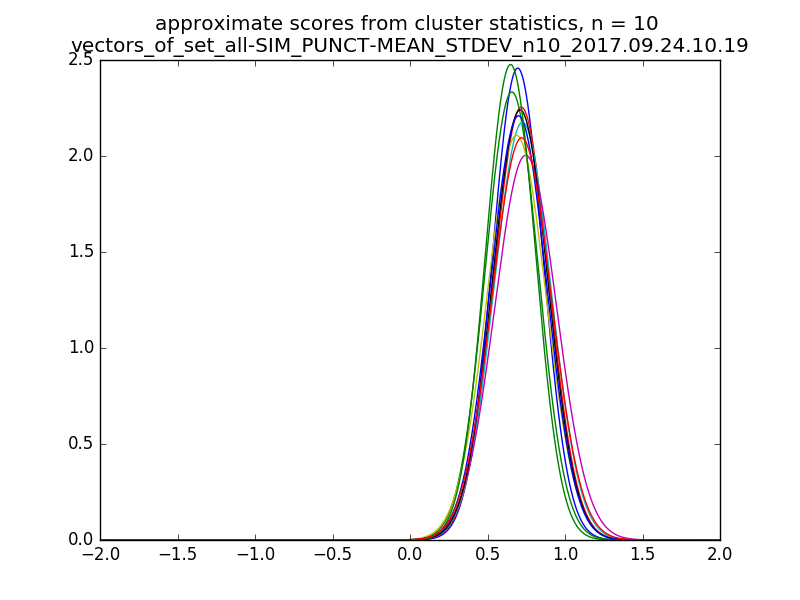 approximate scores from cluster statistics, n = 10
vectors_of_set_all-SIM_PUNCT-MEAN_STDEV_n10_2017.09.24.10.19
2.5
2.0
1.5
1.0
0.5
0.0
−2.0 −1.5 −1.0 −0.5 0.0 0.5 1.0 1.5 2.0